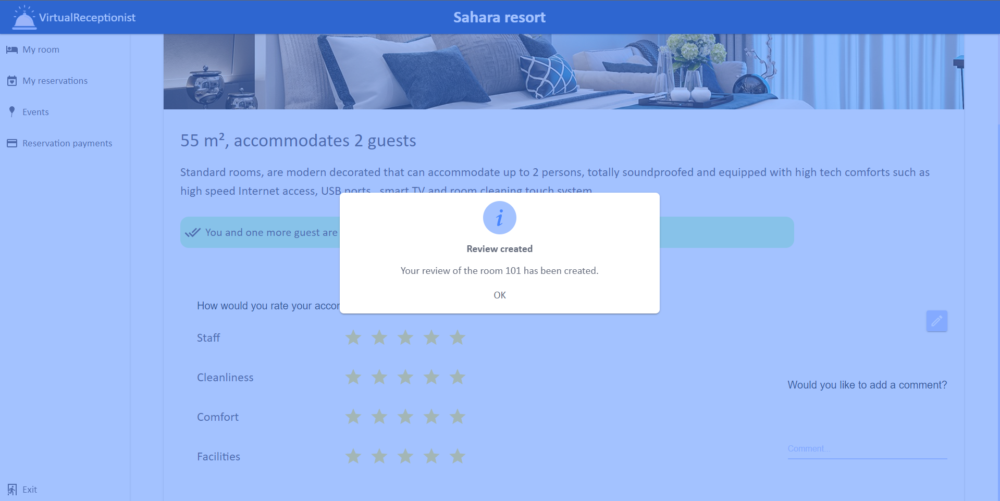 VirtualReceptionist
Sahara resort
My room
My reservations
Events
Reservation payments
Exit
55 m², accommodates 2 guests
Standard rooms, are modern decorated that can accommodate up to 2 persons, totally soundproofed and equipped with high tech comforts such as
high speed Internet access, USB ports, smart TV and room cleaning touch system
You and one more guest are
i
Review created
Your review of the room 101 has been created.
OK
How would you rate your
Staff
Cleanliness
Comfort
Facilities
Would you like to add a comment?
Comment...